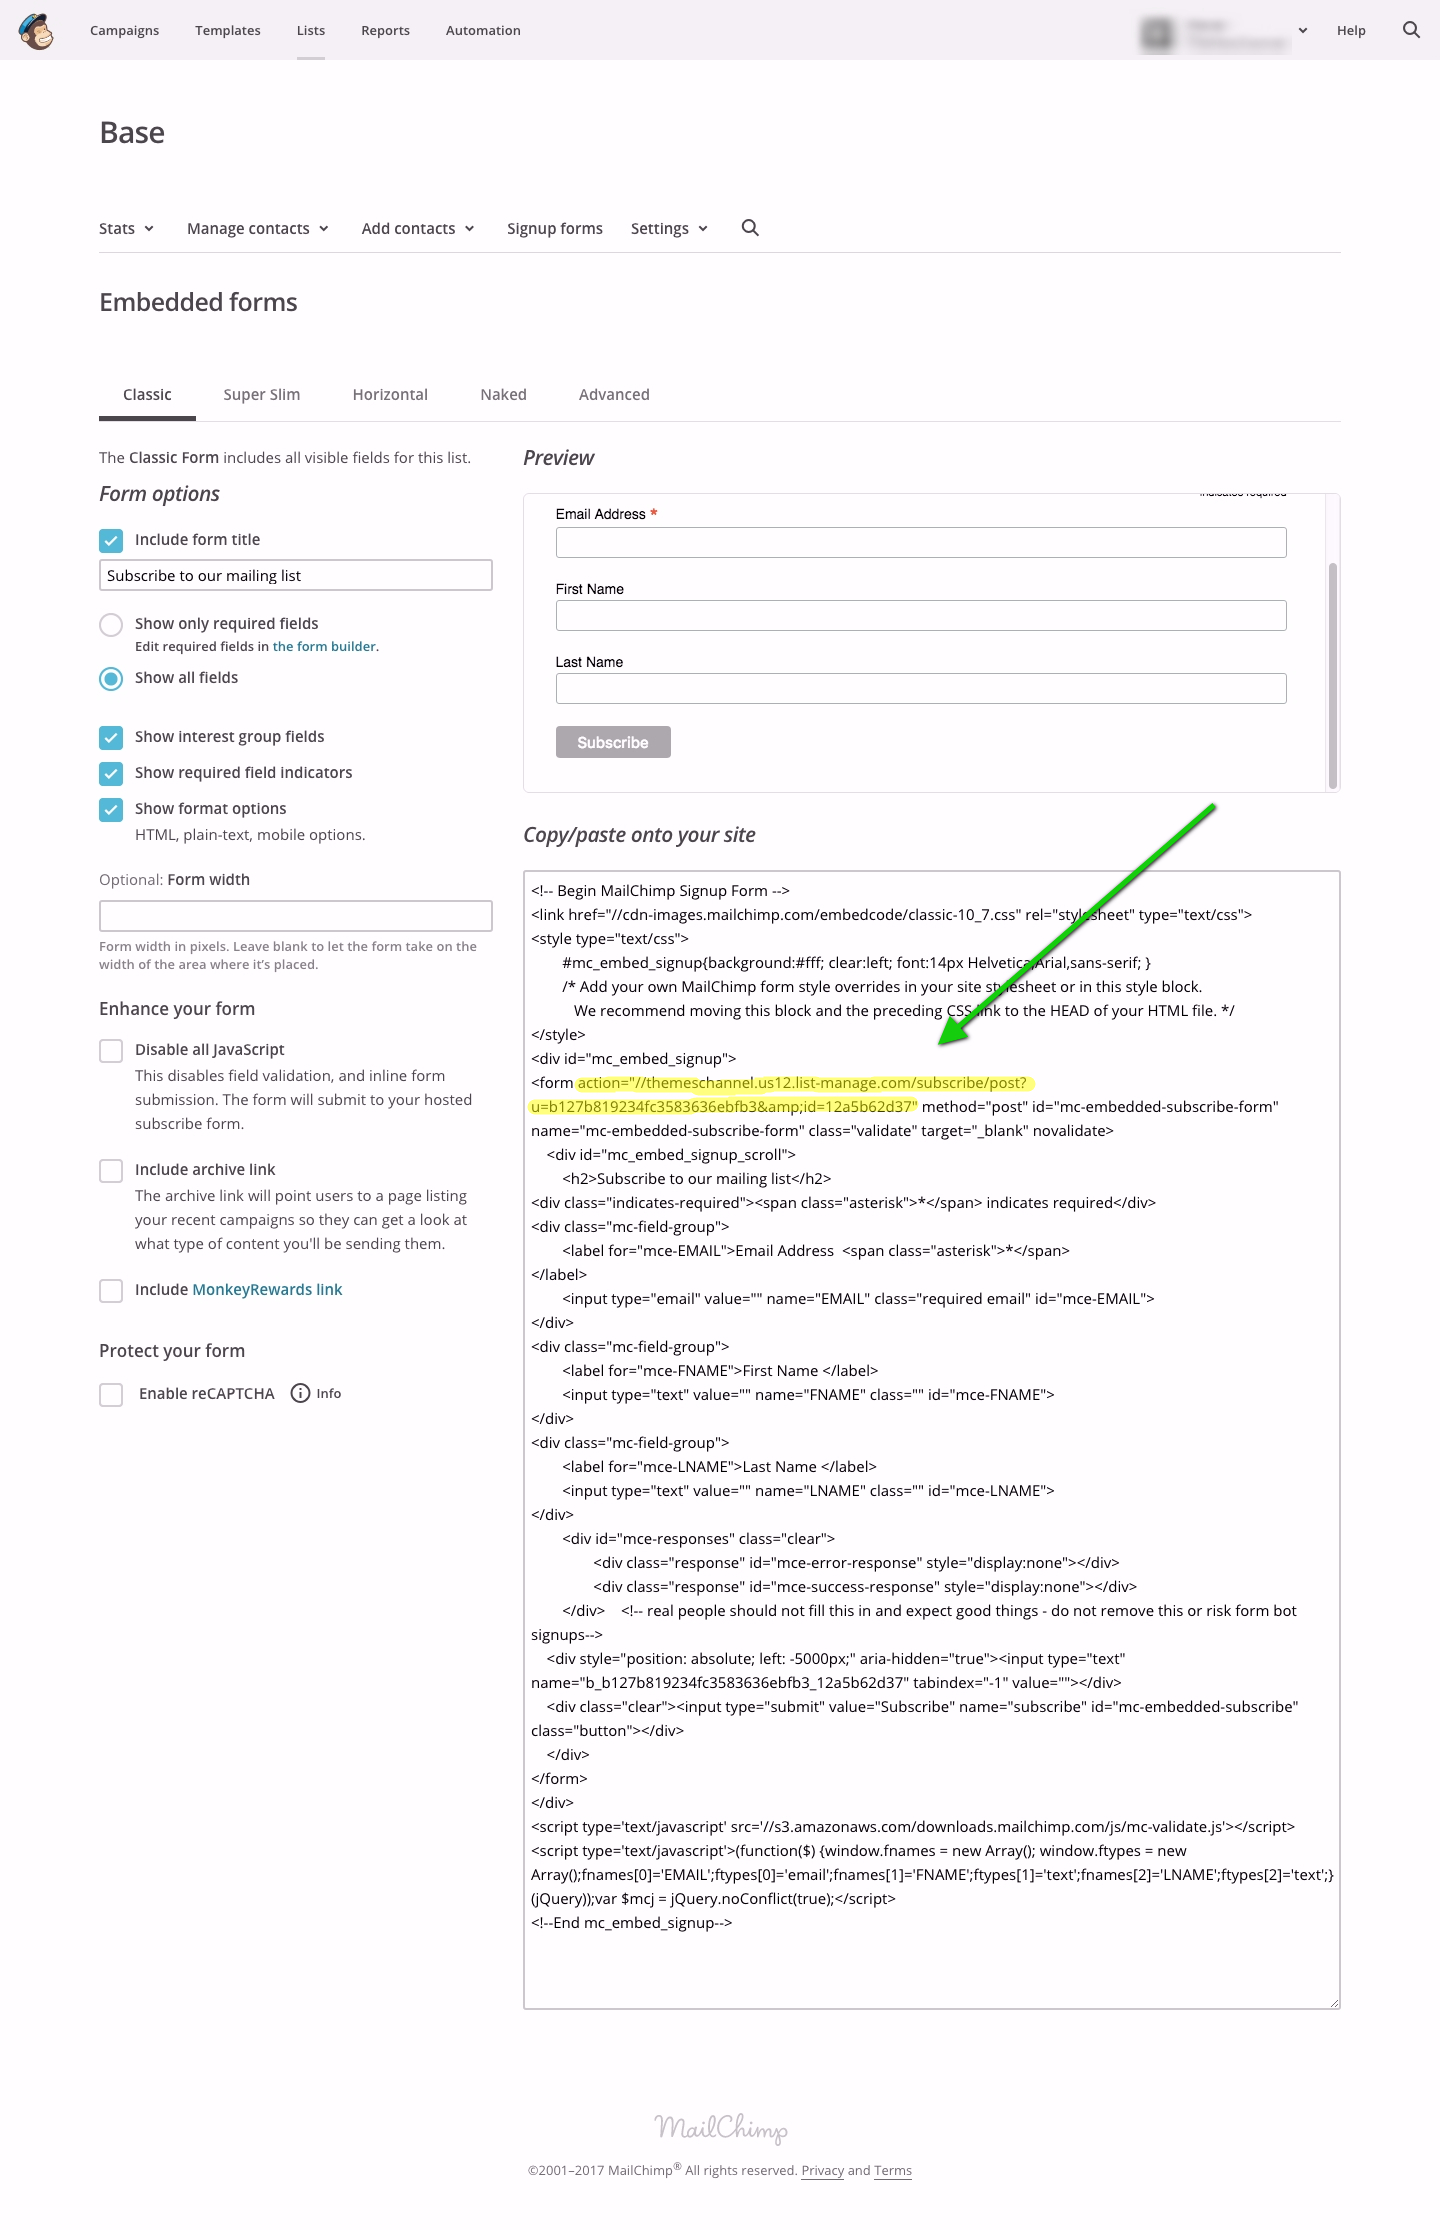 Campaigns Templates Lists Reports Automation Help
Base
Stats Manage contacts Add contacts Signup forms Settings
Embedded forms
Classic Super Slim Horizontal Naked Advanced
The Classic Form includes all visible fields for this list.
Form options
Include form title
Subscribe to our mailing list
Show only required fields
Edit required fields in the form builder.
Show all fields
Show interest group fields
Show required field indicators
Show format options
HTML, plain-text, mobile options.
Optional: Form width
Form width in pixels. Leave blank to let the form take on the
width of the area where it’s placed.
Enhance your form
Disable all JavaScript
This disables field validation, and inline form
submission. The form will submit to your hosted
subscribe form.
Include archive link
The archive link will point users to a page listing
your recent campaigns so they can get a look at
what type of content you'll be sending them.
Include MonkeyRewards link
Protect your form
Enable reCAPTCHA Info
Preview
indicates required
Email Address *
First Name
Last Name
Subscribe
Copy/paste onto your site
<!-- Begin MailChimp Signup Form -->
<link href="//cdn-images.mailchimp.com/embedcode/classic-10_7.css" rel="stylesheet" type="text/css">
<style type="text/css">
#mc_embed_signup{background:#fff; clear:left; font:14px Helvetica,Arial,sans-serif; }
/* Add your own MailChimp form style overrides in your site stylesheet or in this style block.
We recommend moving this block and the preceding CSS link to the HEAD of your HTML file. */
</style>
<div id="mc_embed_signup">
<form action="//themeschannel.us12.list-manage.com/subscribe/post?
u=b127b819234fc3583636ebfb3&amp;id=12a5b62d37" method="post" id="mc-embedded-subscribe-form"
name="mc-embedded-subscribe-form" class="validate" target="_blank" novalidate>
<div id="mc_embed_signup_scroll">
<h2>Subscribe to our mailing list</h2>
<div class="indicates-required"><span class="asterisk">*</span> indicates required</div>
<div class="mc-field-group">
<label for="mce-EMAIL">Email Address <span class="asterisk">*</span>
</label>
<input type="email" value="" name="EMAIL" class="required email" id="mce-EMAIL">
</div>
<div class="mc-field-group">
<label for="mce-FNAME">First Name </label>
<input type="text" value="" name="FNAME" class="" id="mce-FNAME">
</div>
<div class="mc-field-group">
<label for="mce-LNAME">Last Name </label>
<input type="text" value="" name="LNAME" class="" id="mce-LNAME">
</div>
<div id="mce-responses" class="clear">
<div class="response" id="mce-error-response" style="display:none"></div>
<div class="response" id="mce-success-response" style="display:none"></div>
</div> <!-- real people should not fill this in and expect good things - do not remove this or risk form bot
signups-->
<div style="position: absolute; left: -5000px;" aria-hidden="true"><input type="text"
name="b_b127b819234fc3583636ebfb3_12a5b62d37" tabindex="-1" value=""></div>
<div class="clear"><input type="submit" value="Subscribe" name="subscribe" id="mc-embedded-subscribe"
class="button"></div>
</div>
</form>
</div>
<script type='text/javascript' src='//s3.amazonaws.com/downloads.mailchimp.com/js/mc-validate.js'></script>
<script type='text/javascript'>(function($) {window.fnames = new Array(); window.ftypes = new
Array();fnames[0]='EMAIL';ftypes[0]='email';fnames[1]='FNAME';ftypes[1]='text';fnames[2]='LNAME';ftypes[2]='text';}
(jQuery));var $mcj = jQuery.noConflict(true);</script>
<!--End mc_embed_signup-->
MailChimp
©2001–2017 MailChimp® All rights reserved. Privacy and Terms